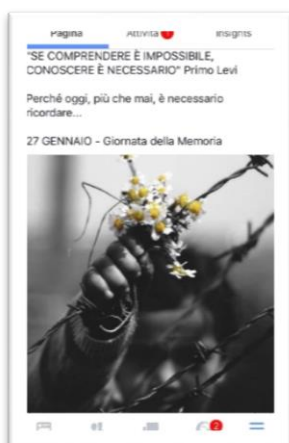 Pagina Attività Insights
"SE COMPRENDERE È IMPOSSIBILE,
CONOSCERE È NECESSARIO" Primo Levi
Perché oggi, più che mai, è necessario
ricordare...
27 GENNAIO - Giornata della Memoria
2